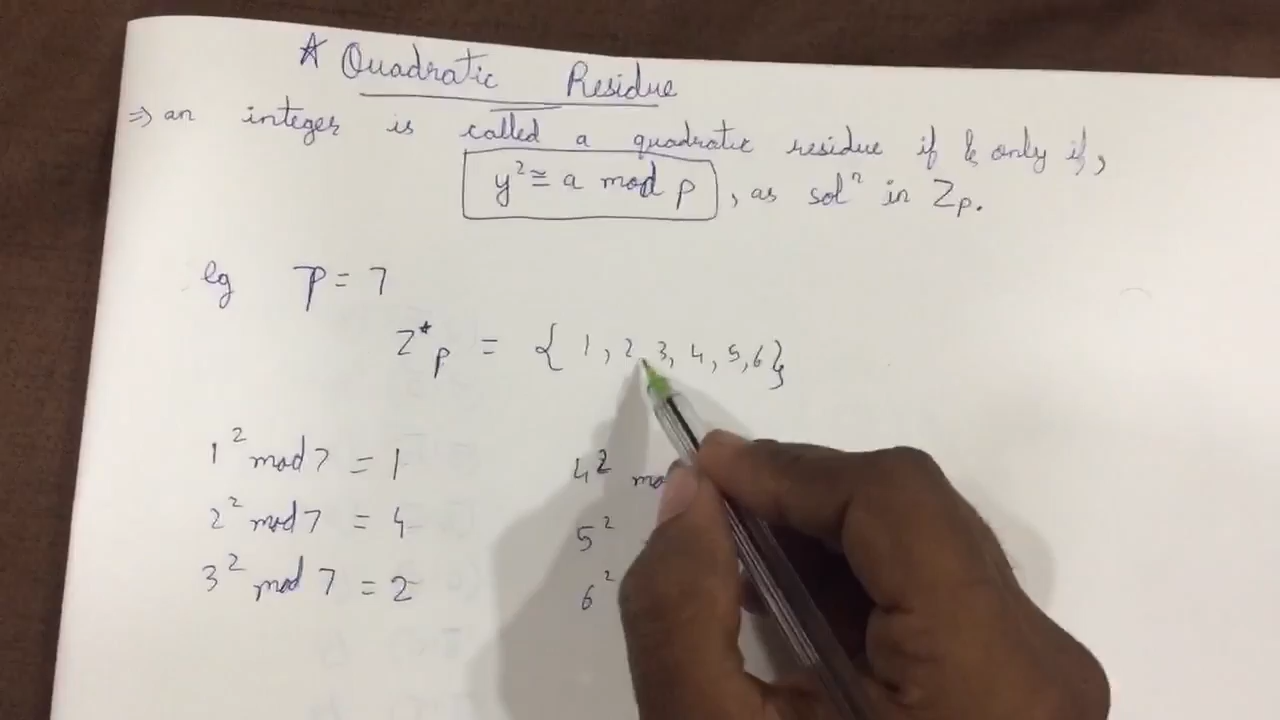 ☆ Quadratic Residue
⇒ an integer is called a quadratic residue if & only if,
y² ≅ a mod p , as solⁿ in Zp.
eg p = 7
Z*p = { 1, 2, 3, 4, 5, 6}
1² mod 7 = 1
2² mod 7 = 4
3² mod 7 = 2
4²
5²
6²